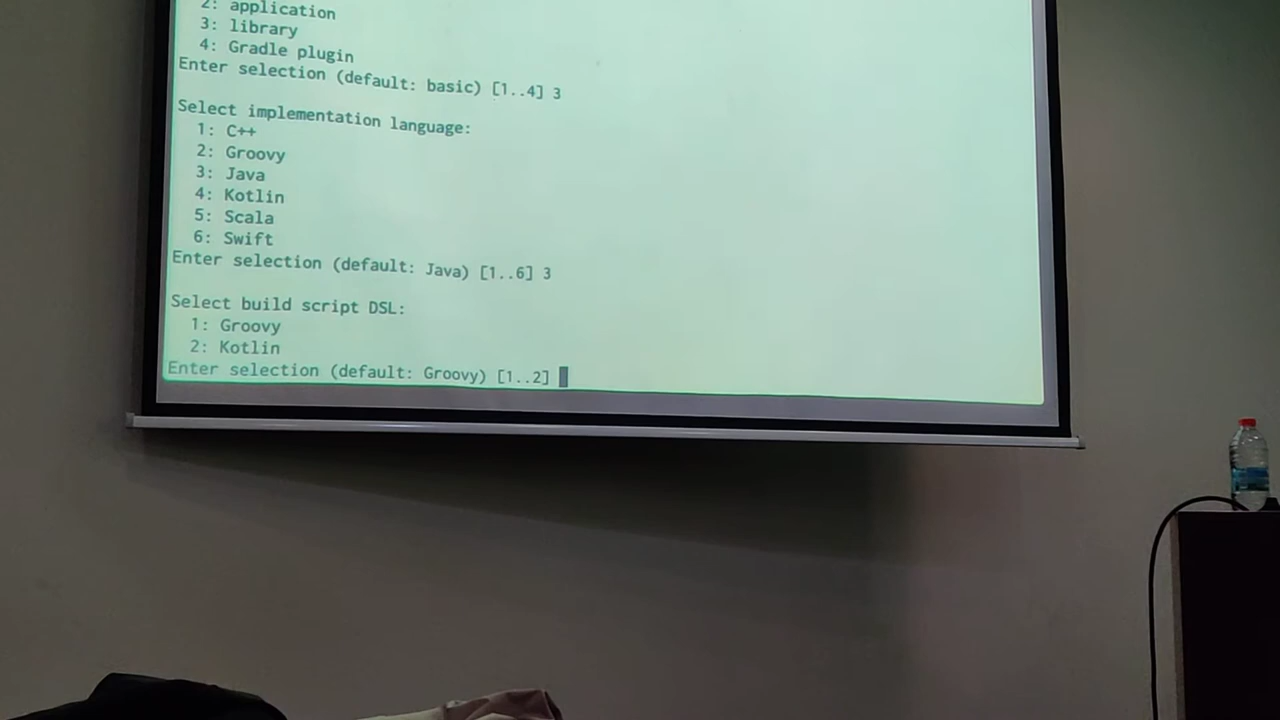 2: application
3: library
4: Gradle plugin
Enter selection (default: basic) [1..4] 3
Select implementation language:
1: C++
2: Groovy
3: Java
4: Kotlin
5: Scala
6: Swift
Enter selection (default: Java) [1..6] 3
Select build script DSL:
1: Groovy
2: Kotlin
Enter selection (default: Groovy) [1..2]